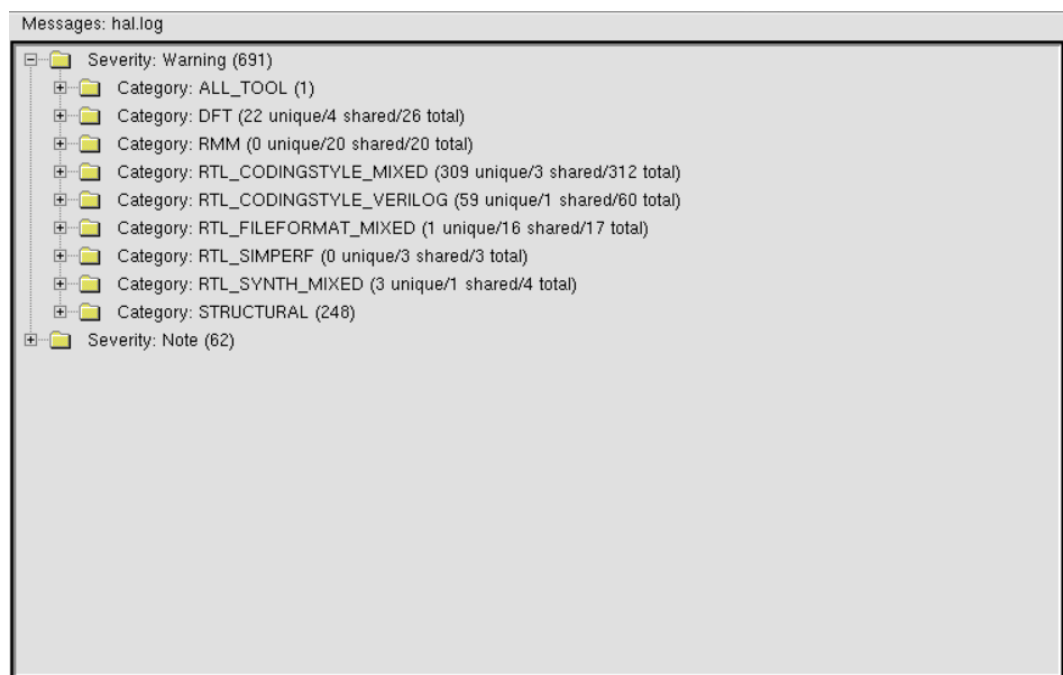 Messages: hal.log
Severity: Warning (691)
Category: ALL_TOOL (1)
Category: DFT (22 unique/4 shared/26 total)
Category: RMM (0 unique/20 shared/20 total)
Category: RTL_CODINGSTYLE_MIXED (309 unique/3 shared/312 total)
Category: RTL_CODINGSTYLE_VERILOG (59 unique/1 shared/60 total)
Category: RTL_FILEFORMAT_MIXED (1 unique/16 shared/17 total)
Category: RTL_SIMPERF (0 unique/3 shared/3 total)
Category: RTL_SYNTH_MIXED (3 unique/1 shared/4 total)
Category: STRUCTURAL (248)
Severity: Note (62)